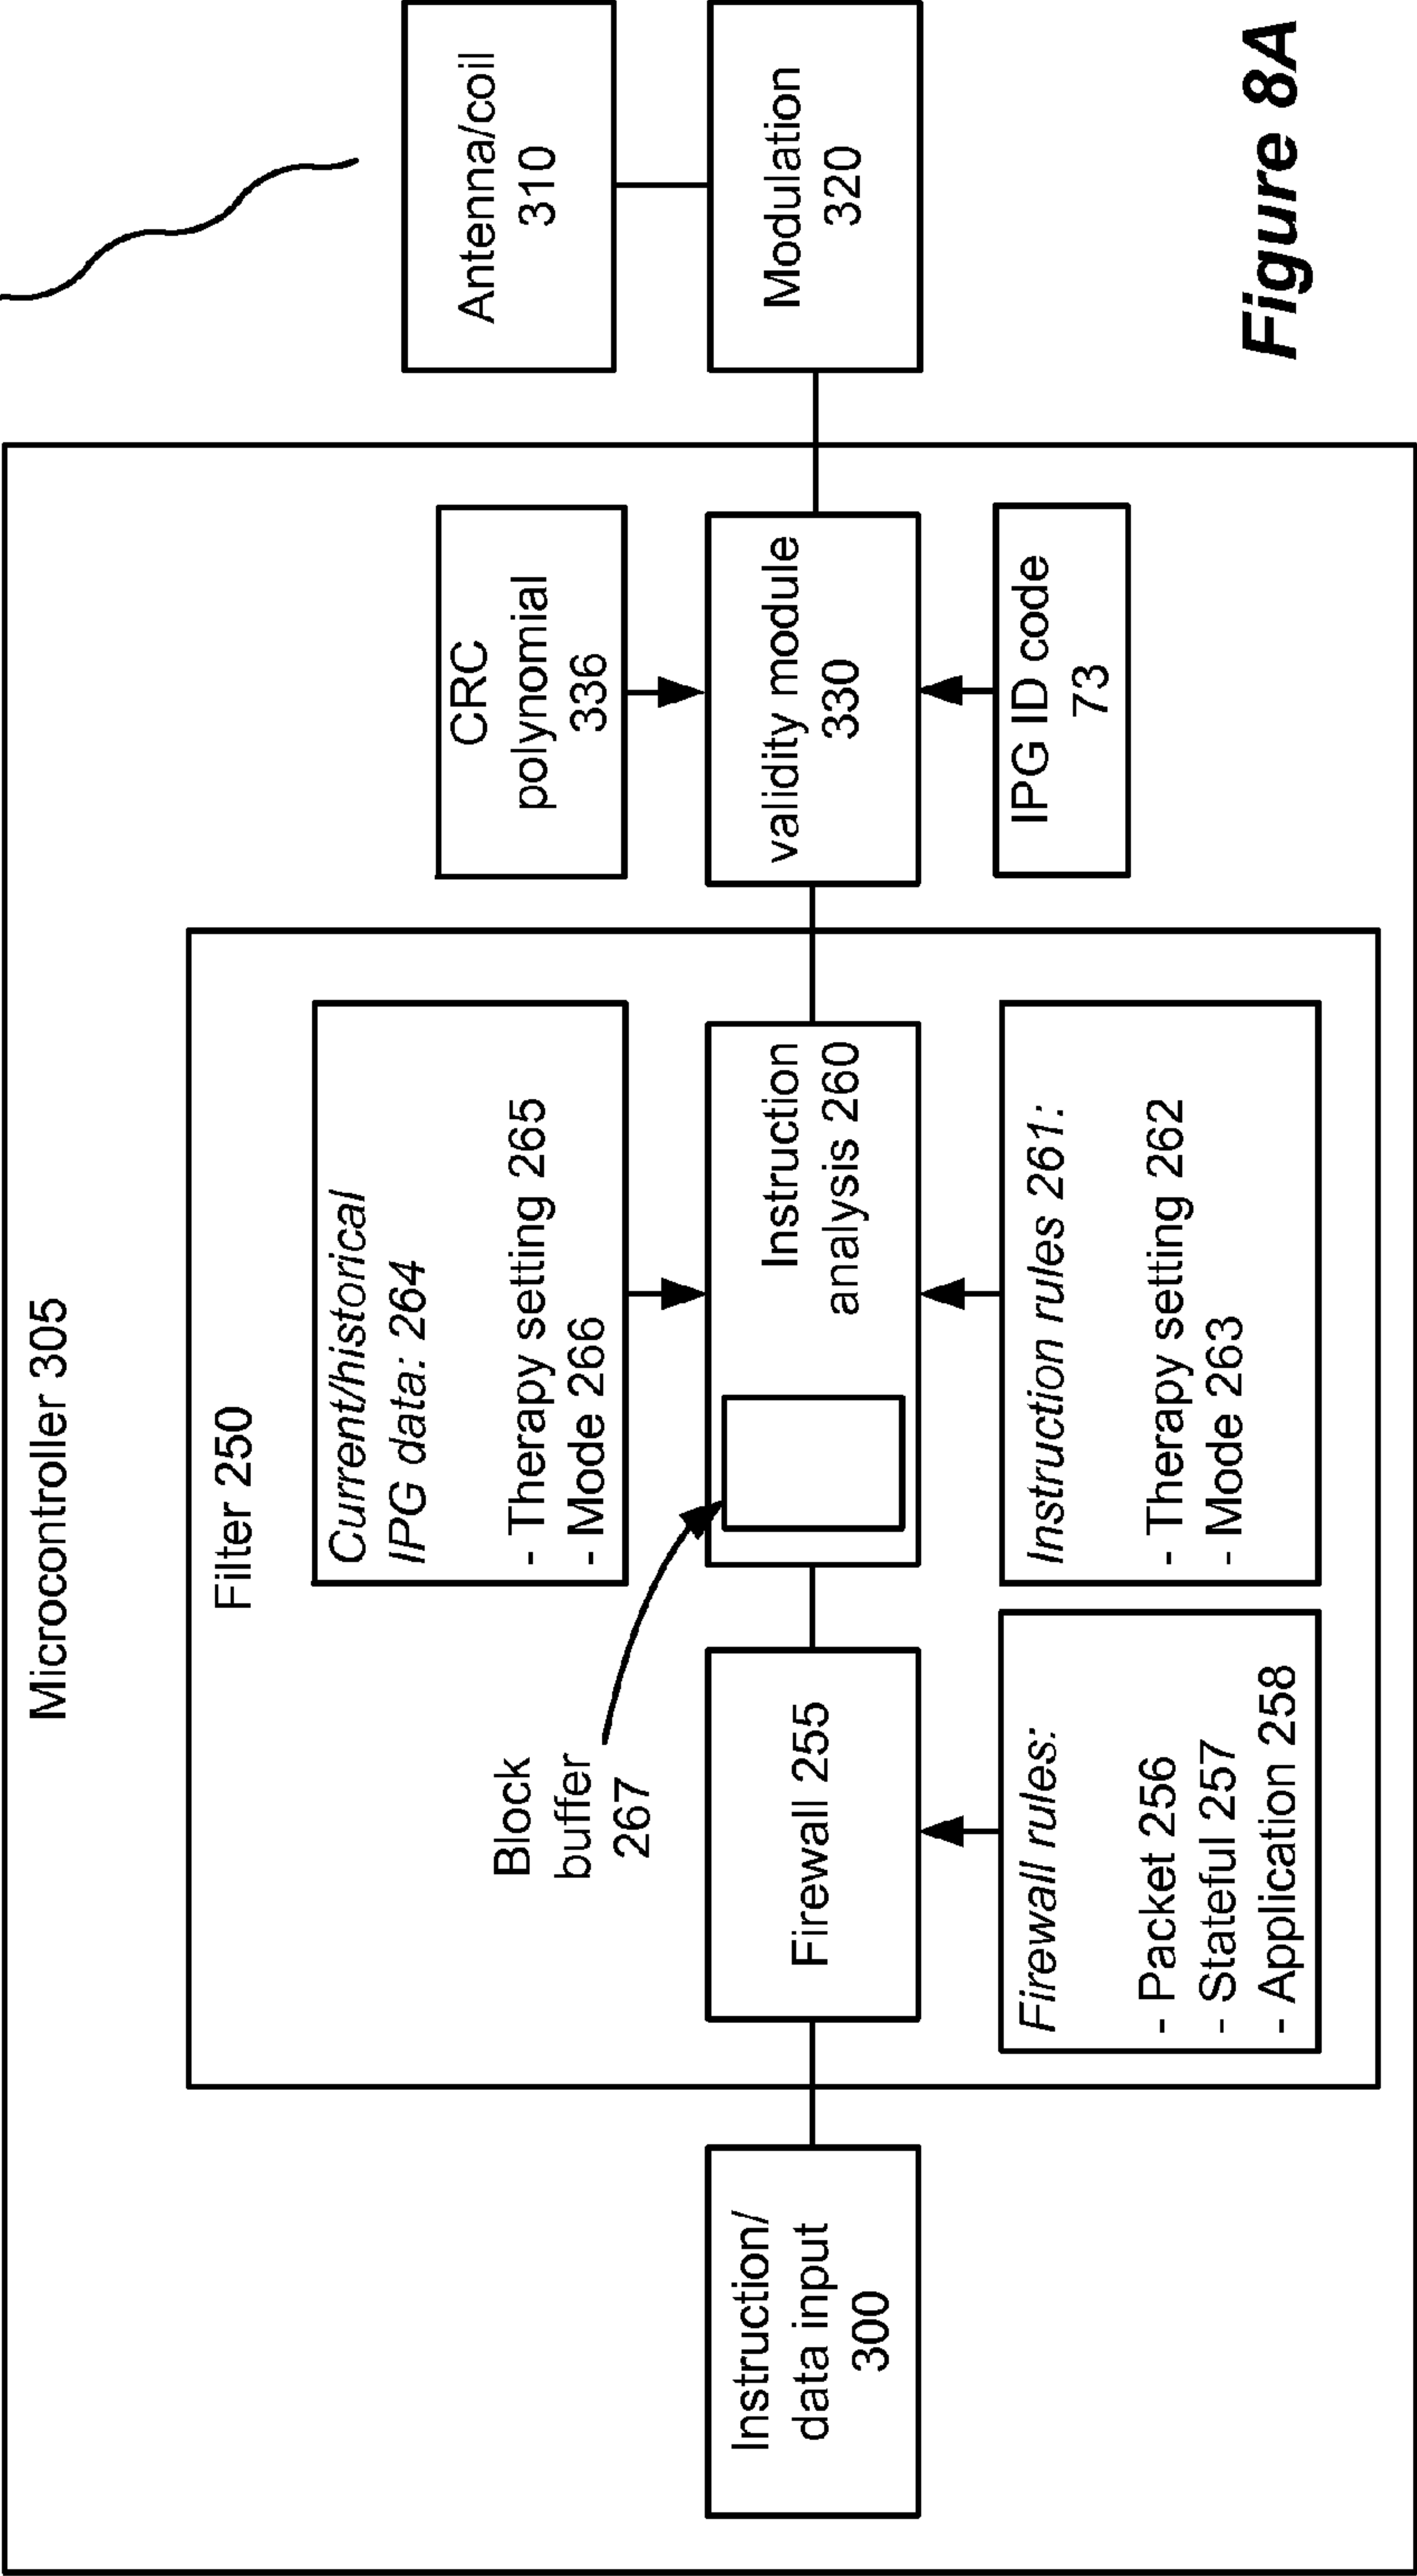 Microcontroller 305
Filter 250
Instruction/
data input
300
Firewall 255
Firewall rules:
- Packet 256
- Stateful 257
- Application 258
Block
buffer
267
Current/historical
IPG data: 264
- Therapy setting 265
- Mode 266
Instruction
analysis 260
Instruction rules 261:
- Therapy setting 262
- Mode 263
CRC
polynomial
336
validity module
330
IPG ID code
73
Antenna/coil
310
Modulation
320
Figure 8A